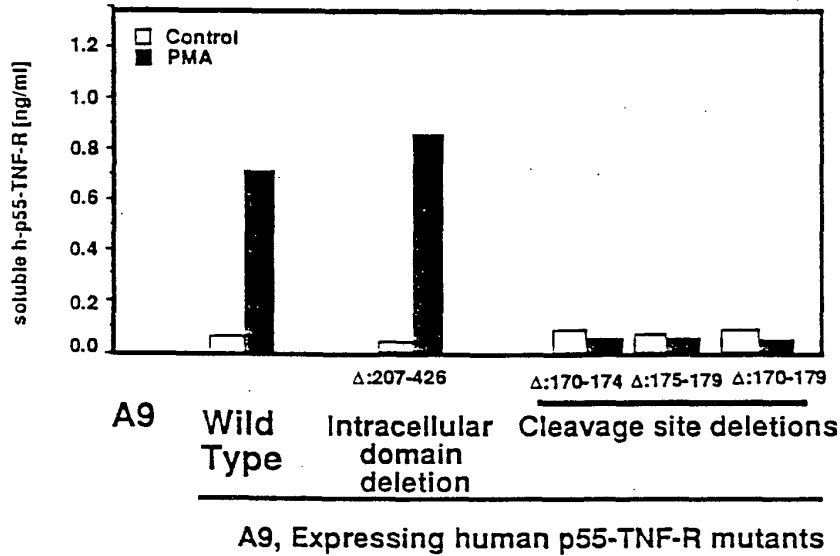 soluble h-p55-TNF-R [ng/ml]
1.2
1.0
0.8
0.6
0.4
0.2
0.0
Control
PMA
Δ:207-426
Δ:170-174 Δ:175-179 Δ:170-179
A9
Wild
Type
Intracellular
domain
deletion
Cleavage site deletions
A9, Expressing human p55-TNF-R mutants